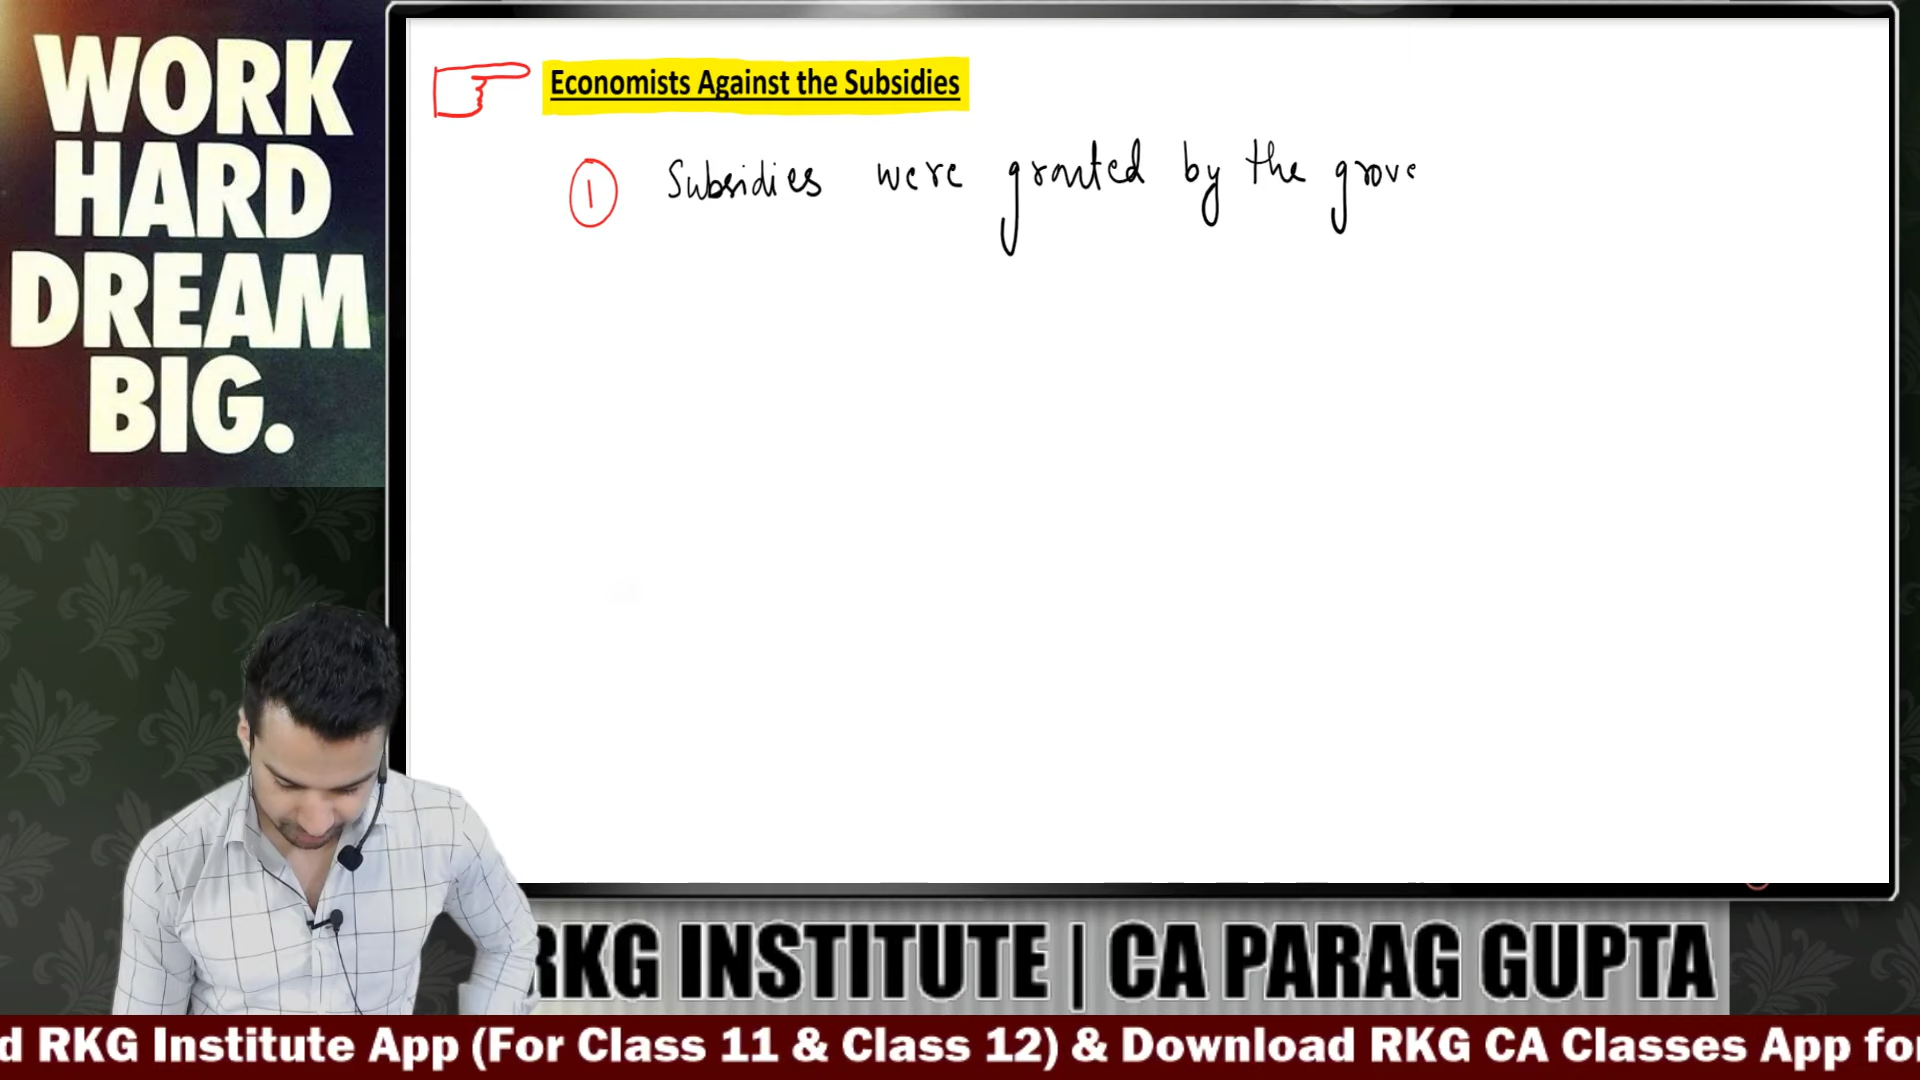 WORK
HARD
DREAM
BIG.
Economists Against the Subsidies
1 Subsidies were granted by the gove
RKG INSTITUTE | CA PARAG GUPTA
d RKG Institute App (For Class 11 & Class 12) & Download RKG CA Classes App fo